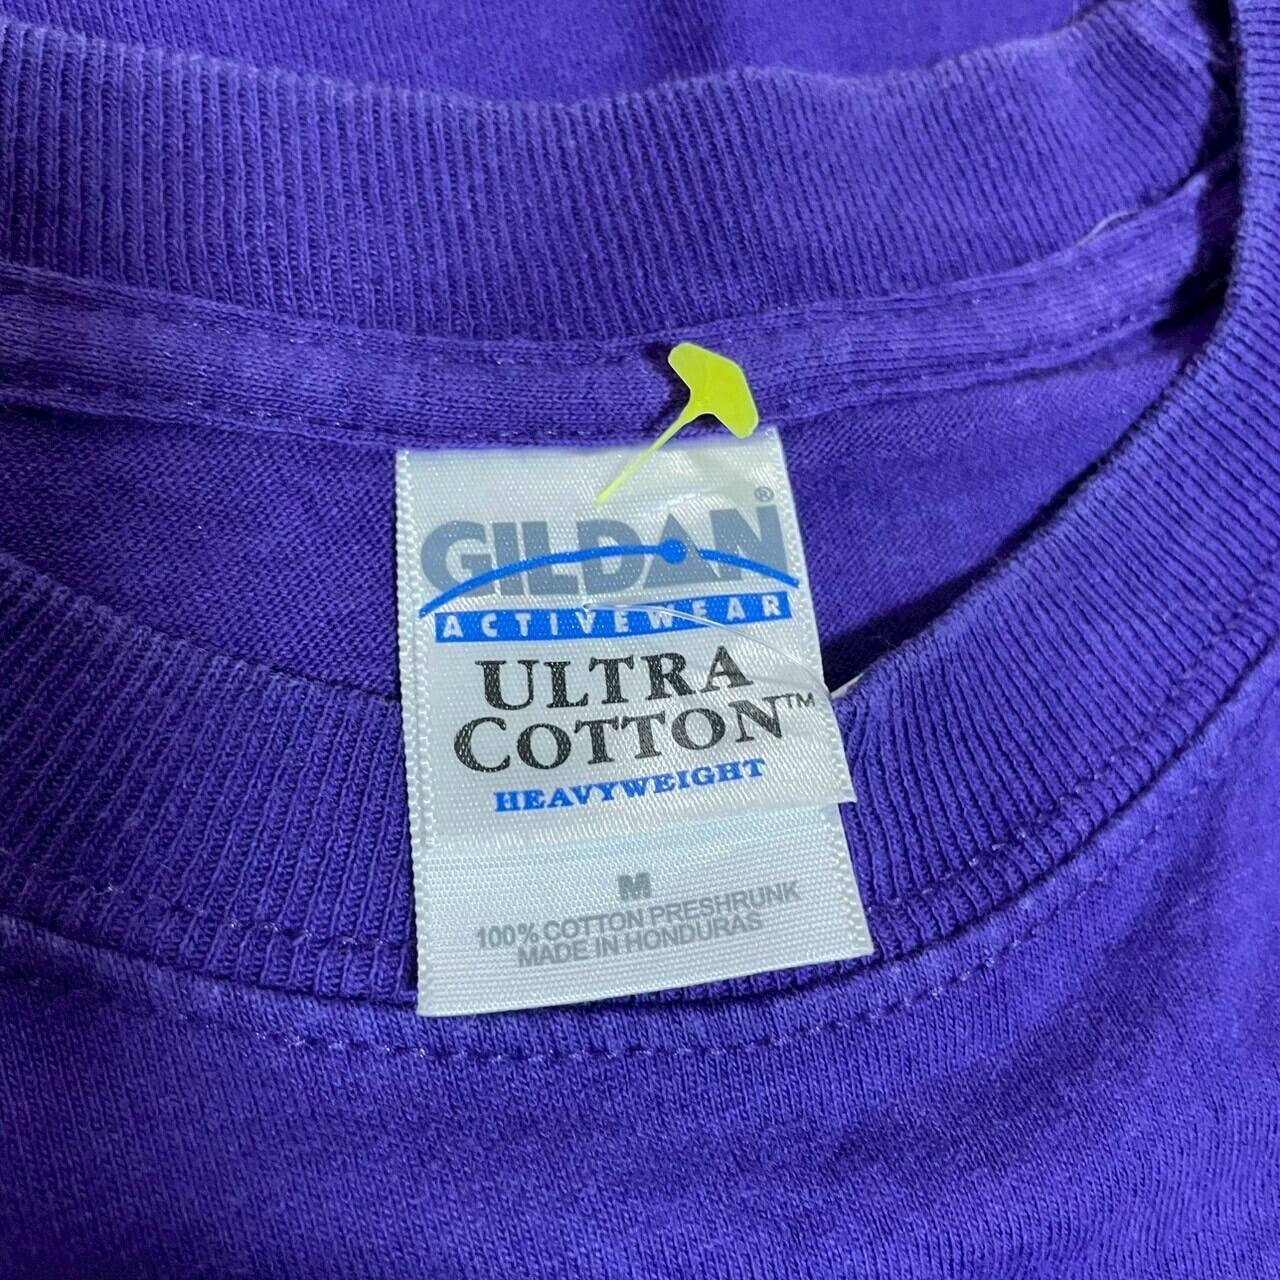 GILDAN®
ACTIVEWEAR
ULTRA
COTTON™
HEAVYWEIGHT
M
100% COTTON PRESHRUNK
MADE IN HONDURAS